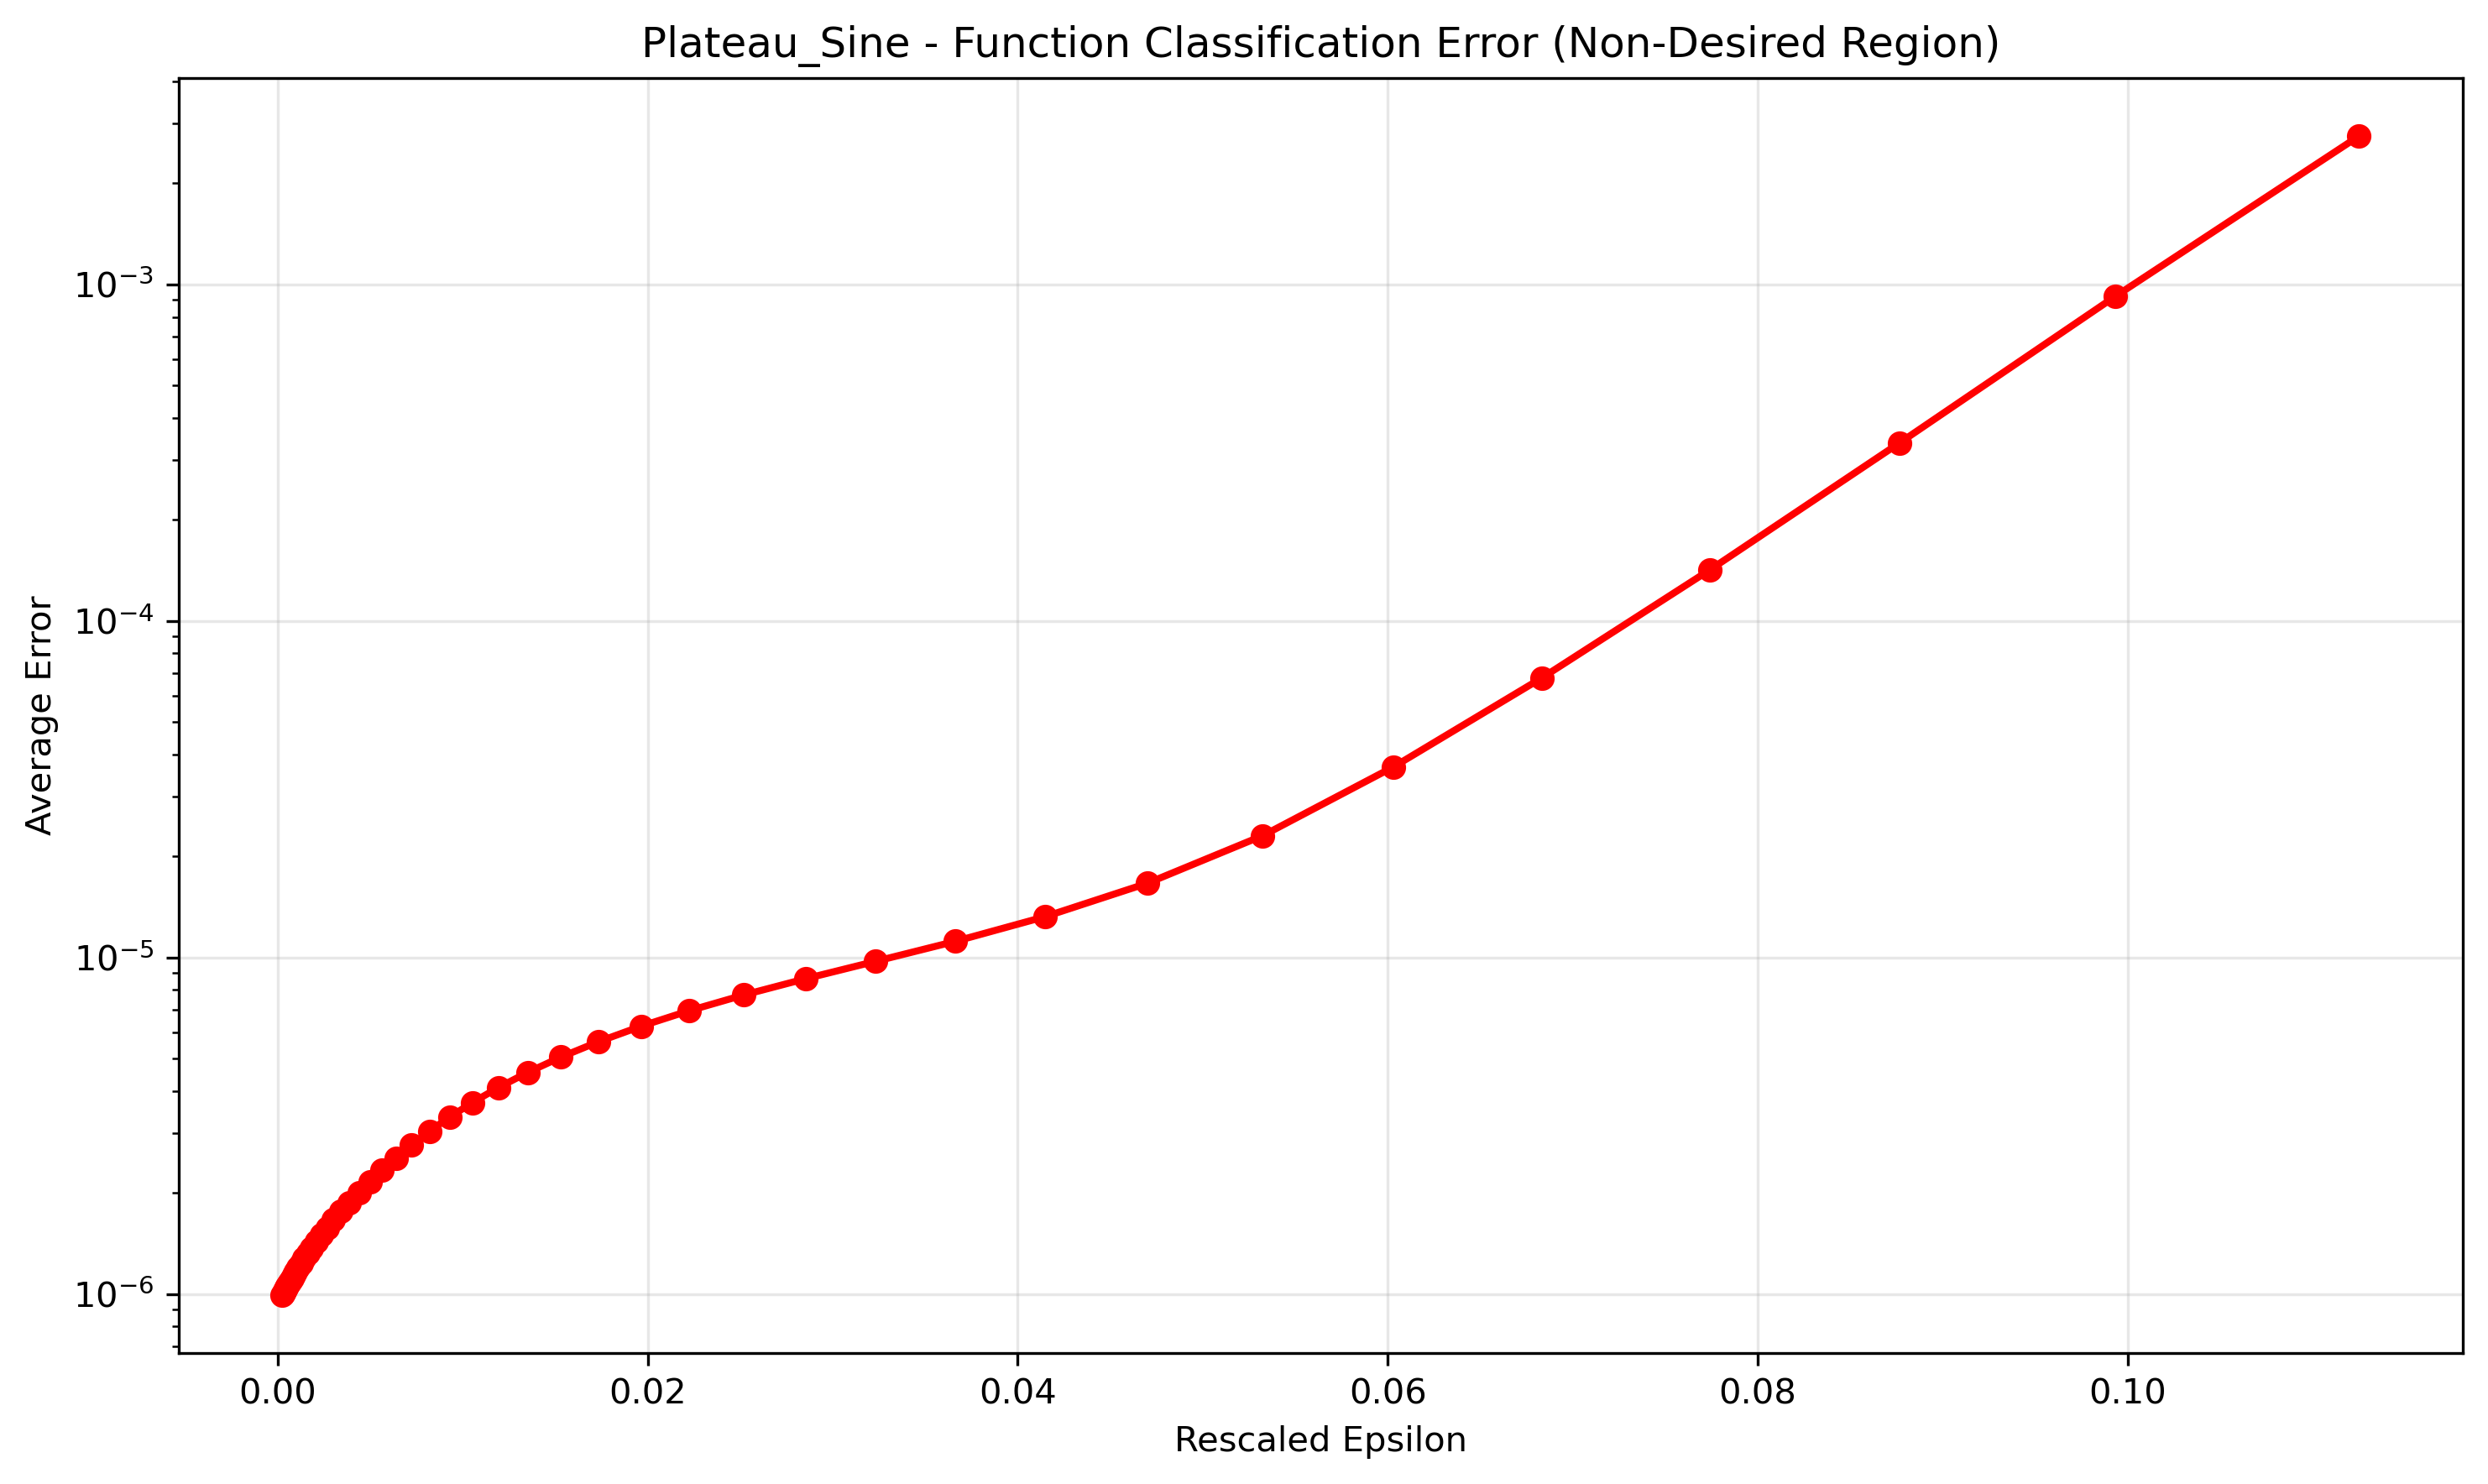 Plateau_Sine - Function Classification Error (Non-Desired Region)
Average Error
10⁻³
10⁻⁴
10⁻⁵
10⁻⁶
0.00 0.02 0.04 0.06 0.08 0.10
Rescaled Epsilon